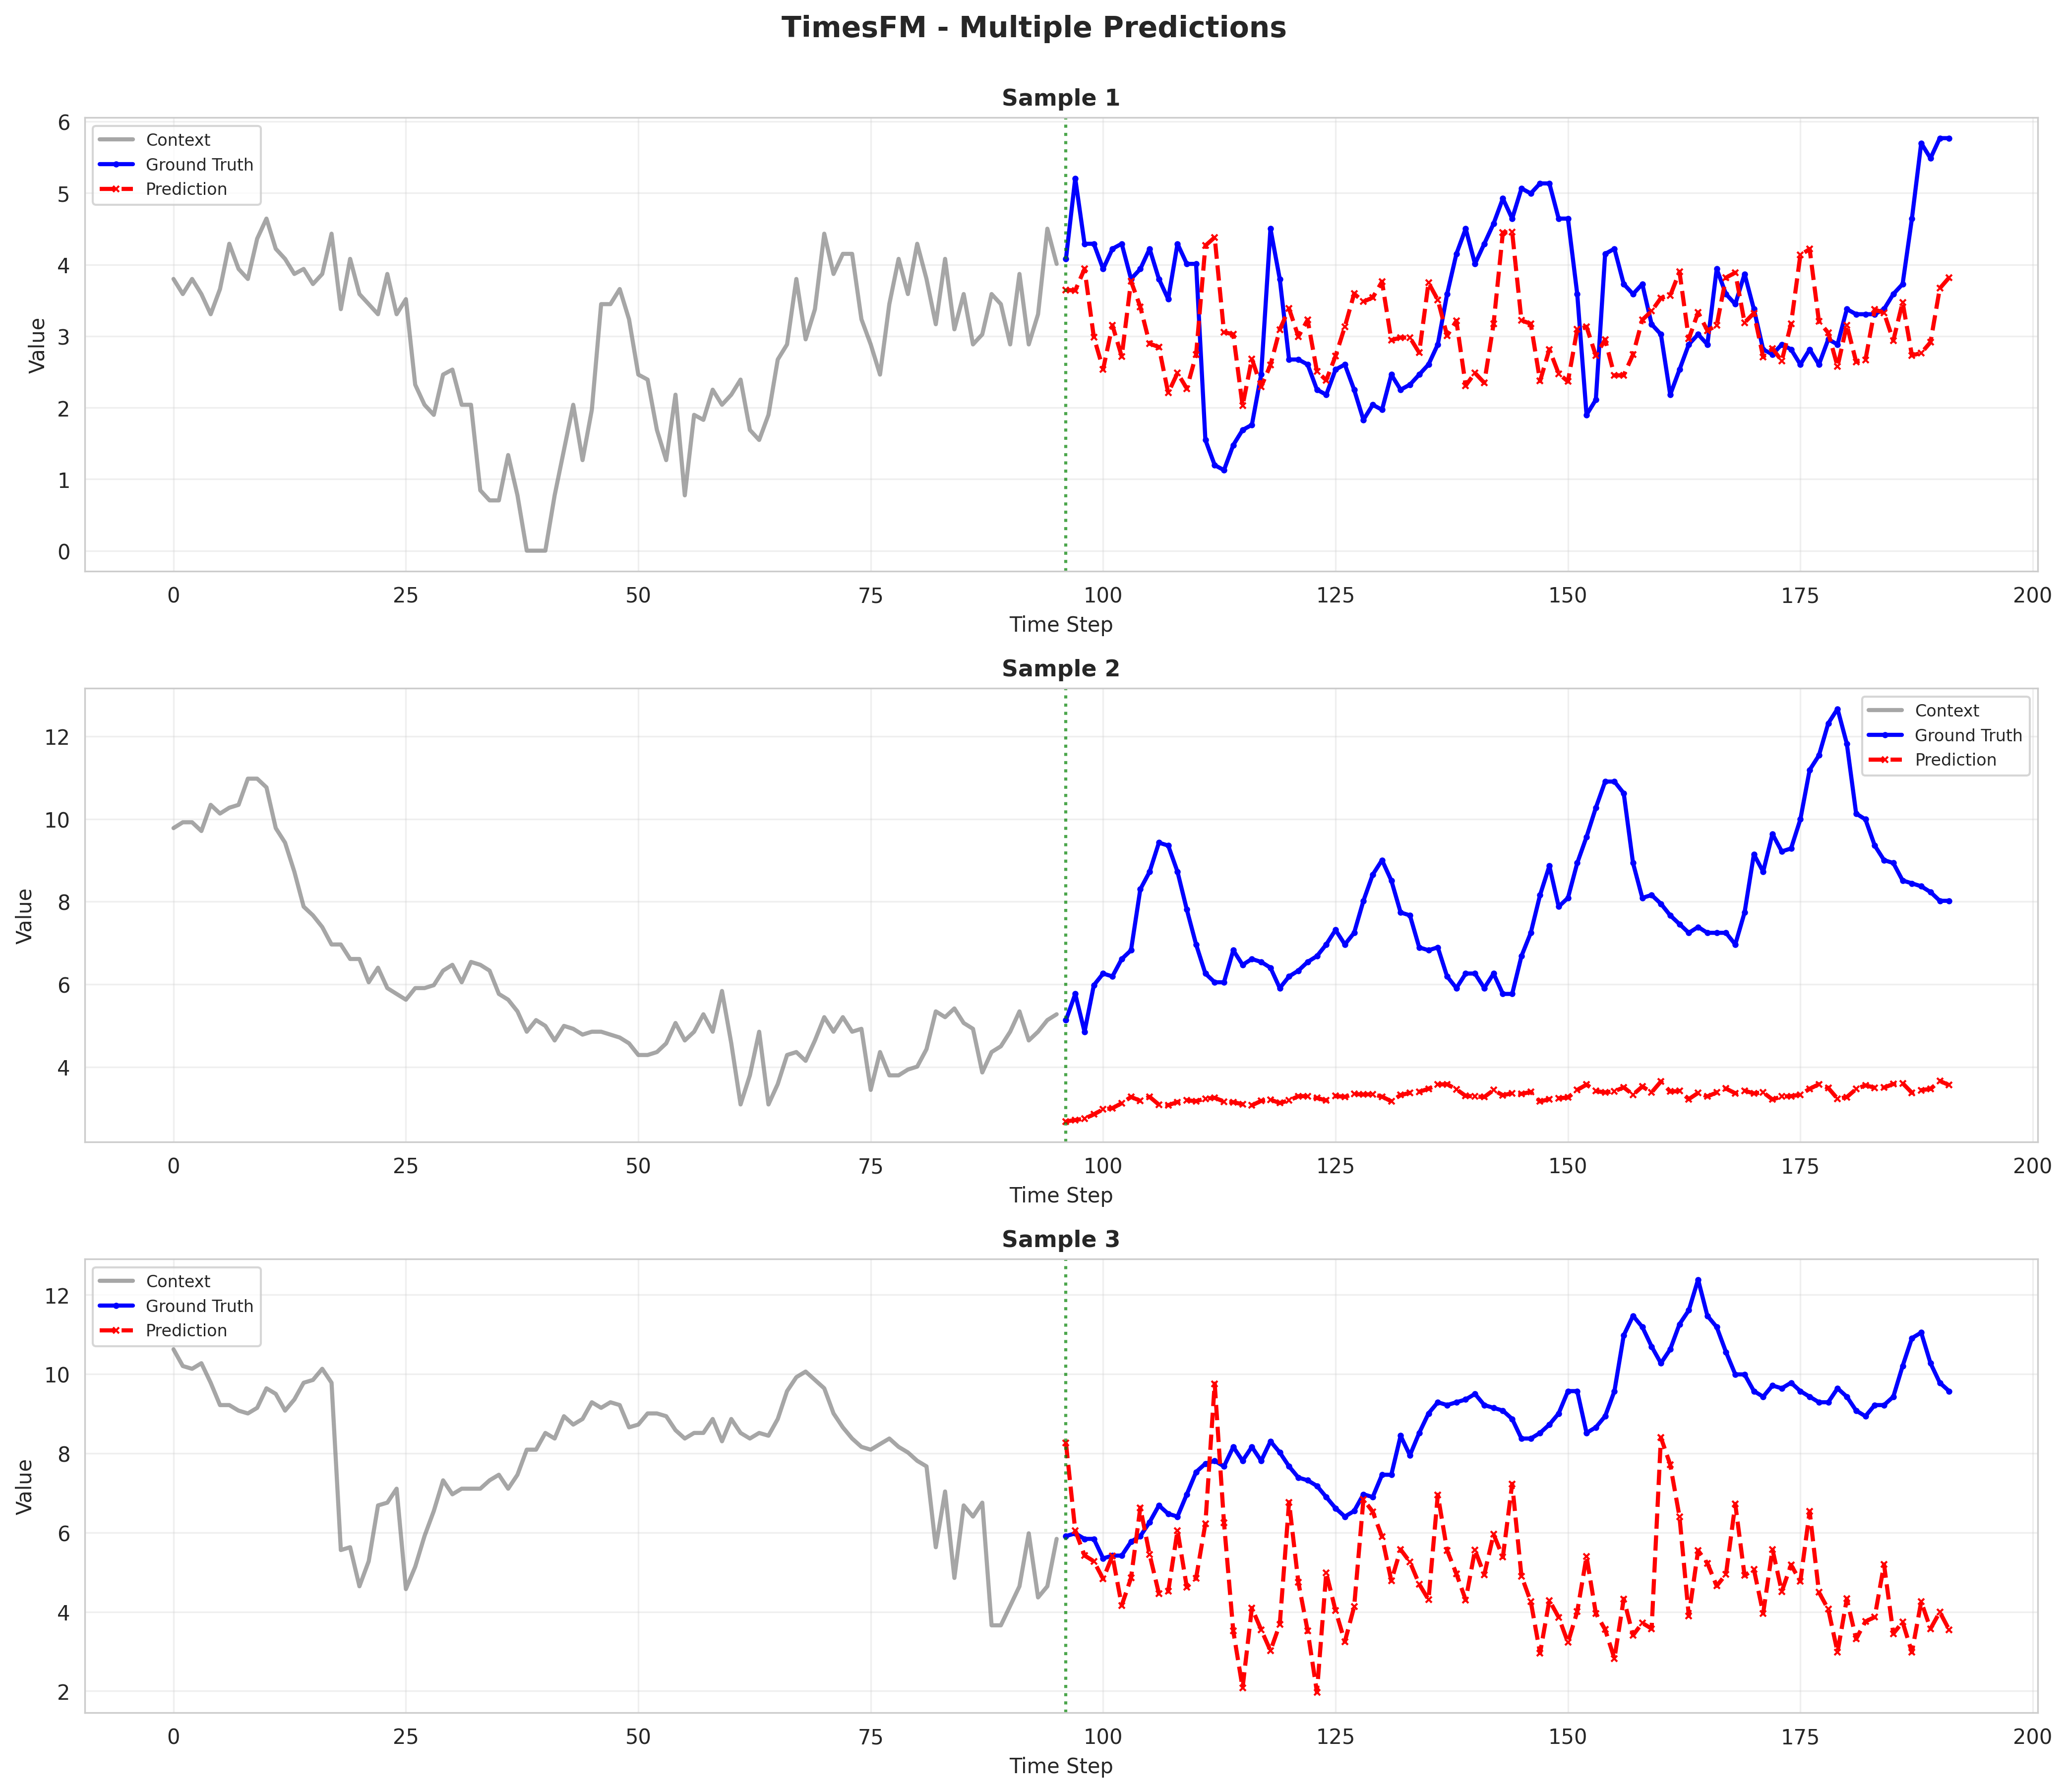 TimesFM - Multiple Predictions
Sample 1
Context
Ground Truth
Prediction
Value
6
5
4
3
2
1
0
0 25 50 75 100 125 150 175 200
Time Step
Sample 2
Context
Ground Truth
Prediction
Value
12
10
8
6
4
0 25 50 75 100 125 150 175 200
Time Step
Sample 3
Context
Ground Truth
Prediction
Value
12
10
8
6
4
2
0 25 50 75 100 125 150 175 200
Time Step